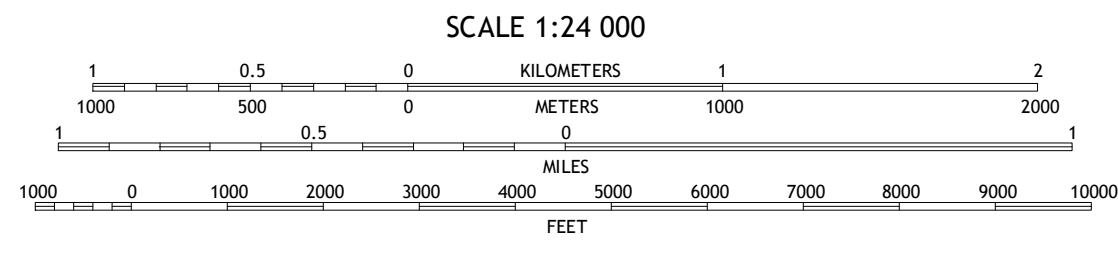 SCALE 1:24 000
1 0.5 0 KILOMETERS 1 2
1000 500 0 METERS 1000 2000
1 0.5 0 1
MILES
1000 0 1000 2000 3000 4000 5000 6000 7000 8000 9000 10000
FEET